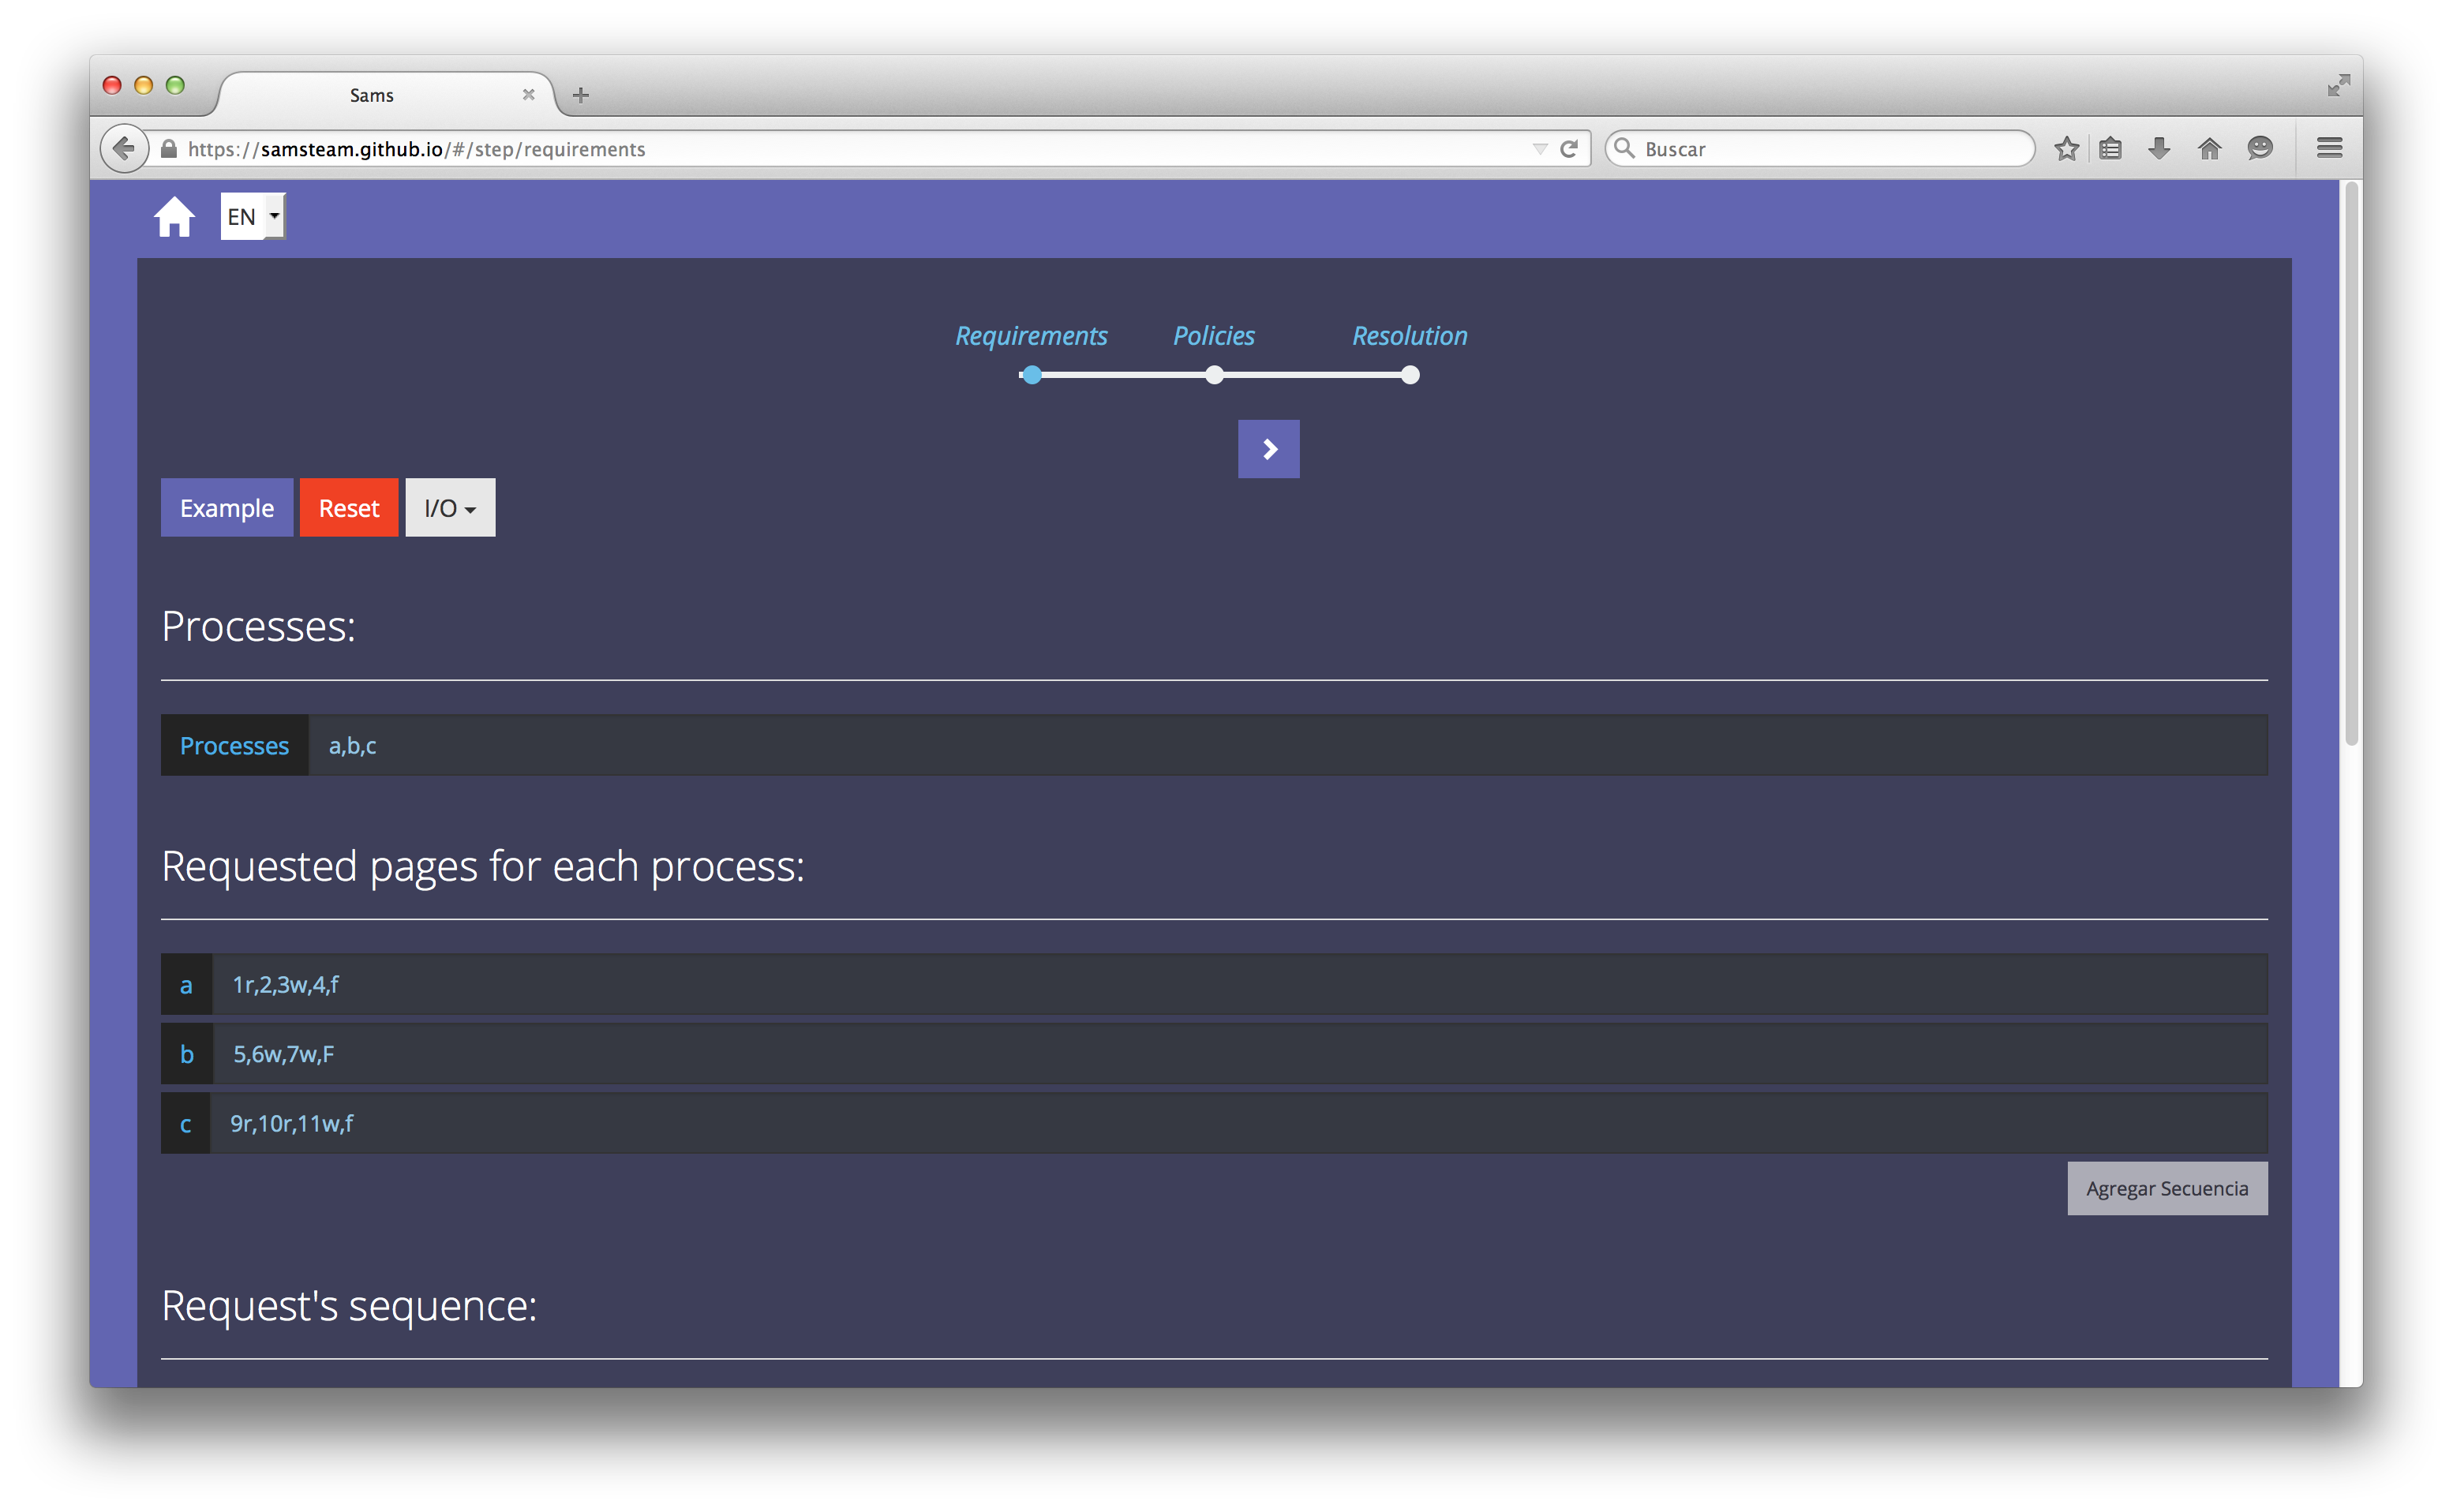 Sams
https://samsteam.github.io/#/step/requirements
Buscar
EN
Requirements Policies Resolution
Example Reset I/O
Processes:
Processes a,b,c
Requested pages for each process:
a 1r,2,3w,4,f
b 5,6w,7w,F
c 9r,10r,11w,f
Agregar Secuencia
Request's sequence: